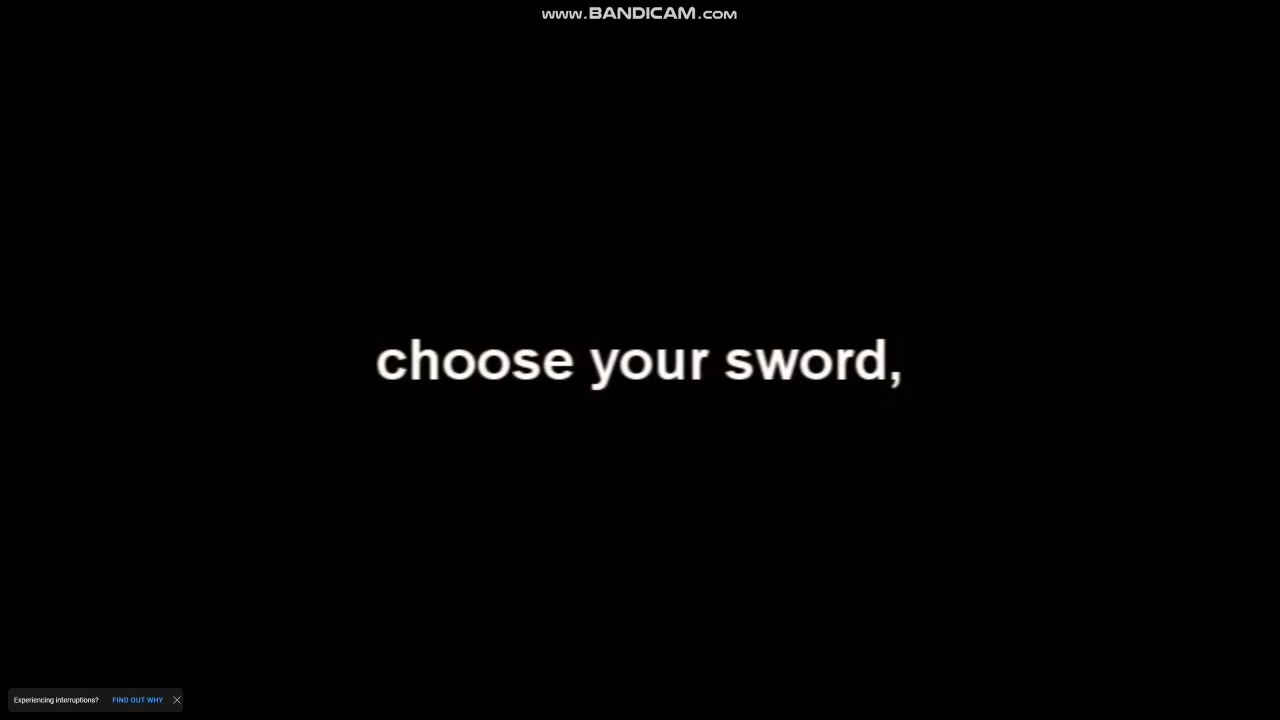 www.BANDICAM.com
choose your sword,
Experiencing interruptions? FIND OUT WHY